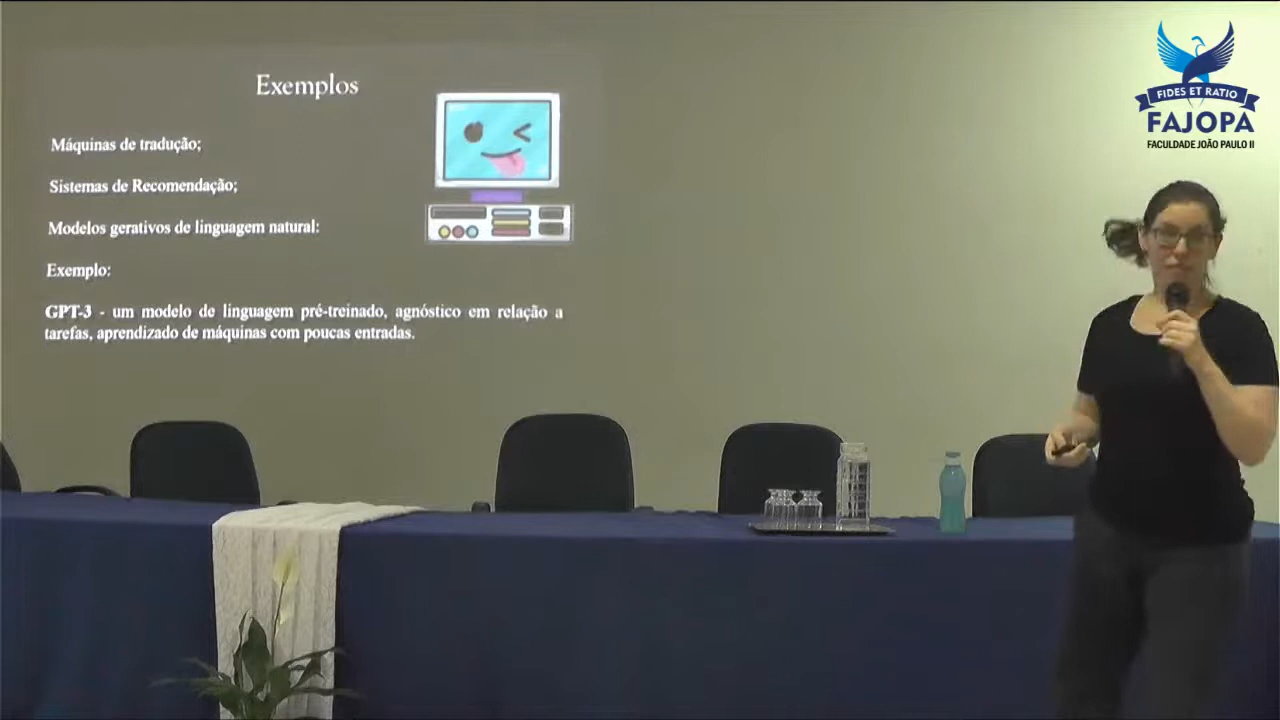 Exemplos
Máquinas de tradução;
Sistemas de Recomendação;
Modelos gerativos de linguagem natural:
Exemplo:
GPT-3 - um modelo de linguagem pré-treinado, agnóstico em relação a
tarefas, aprendizado de máquinas com poucas entradas.
FIDES ET RATIO
FAJOPA
FACULDADE JOÃO PAULO II